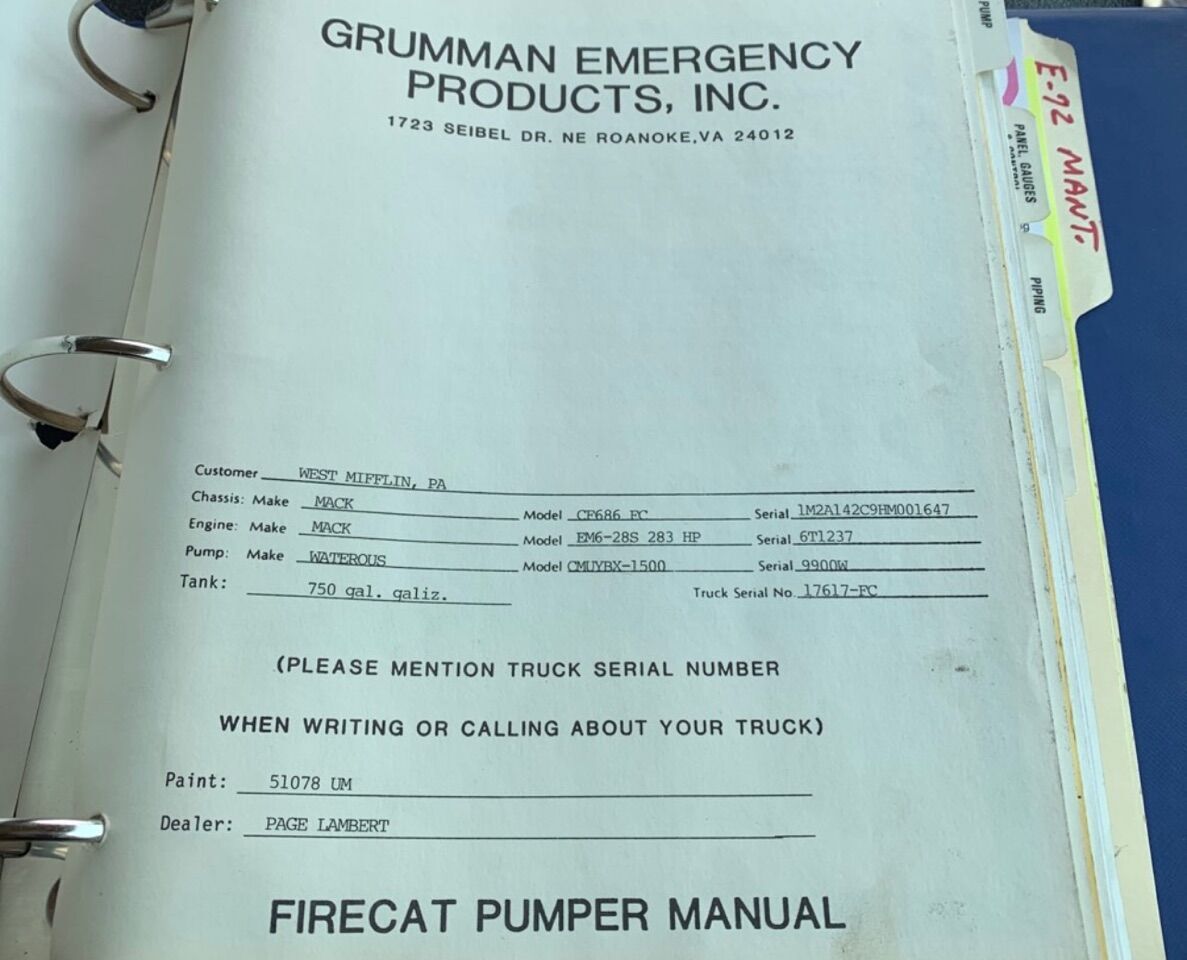 GRUMMAN EMERGENCY
PRODUCTS, INC.
1723 SEIBEL DR. NE ROANOKE, VA 24012
Customer WEST MIFFLIN, PA
Chassis: Make MACK Model CF686 FC Serial 1M2A142C9HM001647
Engine: Make MACK Model EM6-28S 283 HP Serial 6T1237
Pump: Make WATEROUS Model CMUYBX-1500 Serial 9900W
Tank: 750 gal. galiz. Truck Serial No. 17617-FC
(PLEASE MENTION TRUCK SERIAL NUMBER
WHEN WRITING OR CALLING ABOUT YOUR TRUCK)
Paint: 51078 UM
Dealer: PAGE LAMBERT
FIRECAT PUMPER MANUAL
PUMP
E-92 MANT.
PANEL, GAUGES
& CONTROL
PIPING